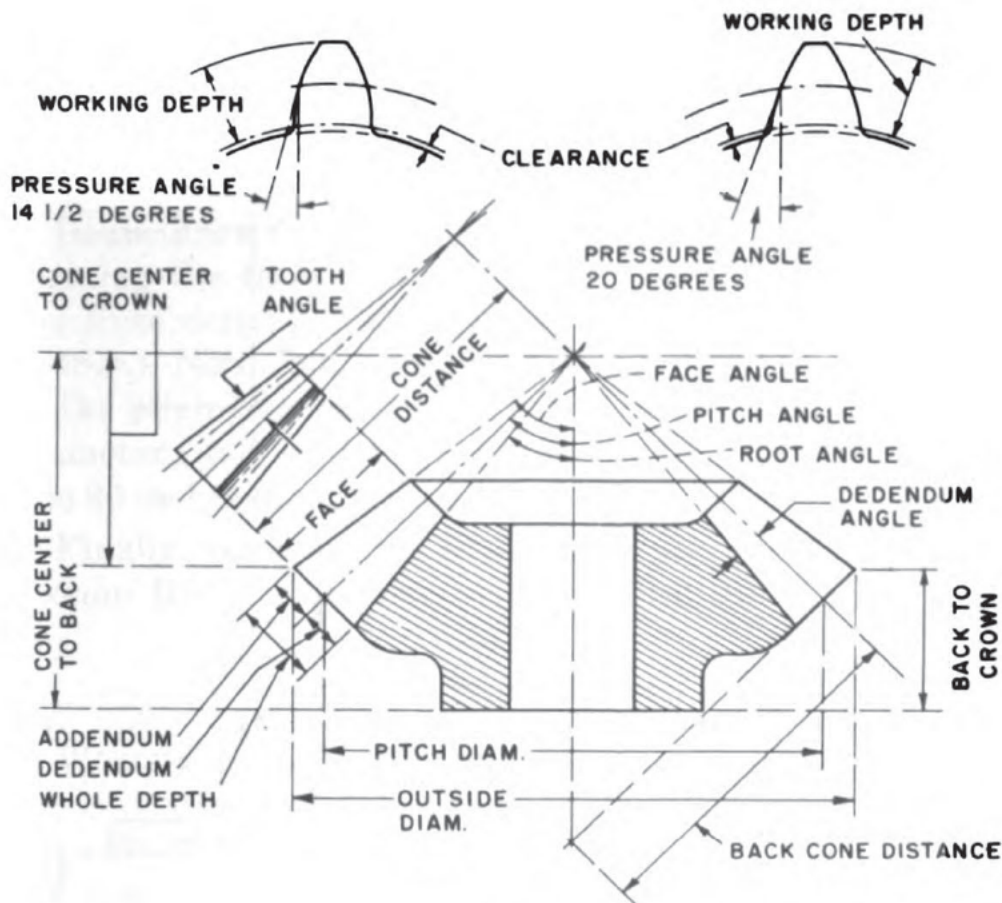 WORKING DEPTH
WORKING DEPTH
CLEARANCE
PRESSURE ANGLE
14 1/2 DEGREES
PRESSURE ANGLE
20 DEGREES
CONE CENTER
TO CROWN
TOOTH
ANGLE
CONE
DISTANCE
FACE ANGLE
PITCH ANGLE
ROOT ANGLE
FACE
DEDENDUM
ANGLE
CONE CENTER
TO BACK
BACK TO
CROWN
ADDENDUM
DEDENDUM
WHOLE DEPTH
PITCH DIAM.
OUTSIDE
DIAM.
BACK CONE DISTANCE